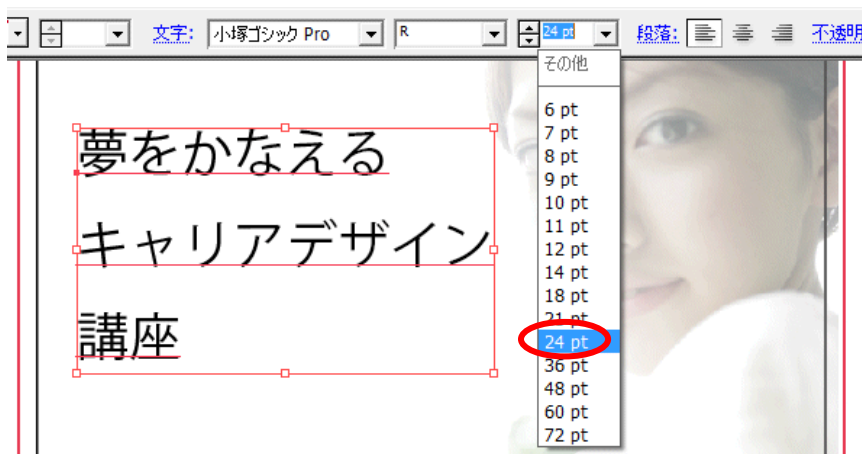 文字: 小塚ゴシック Pro R 24 pt 段落: 不透明
その他
6 pt
7 pt
8 pt
9 pt
10 pt
11 pt
12 pt
14 pt
18 pt
21 pt
24 pt
36 pt
48 pt
60 pt
72 pt
夢をかなえる
キャリアデザイン
講座